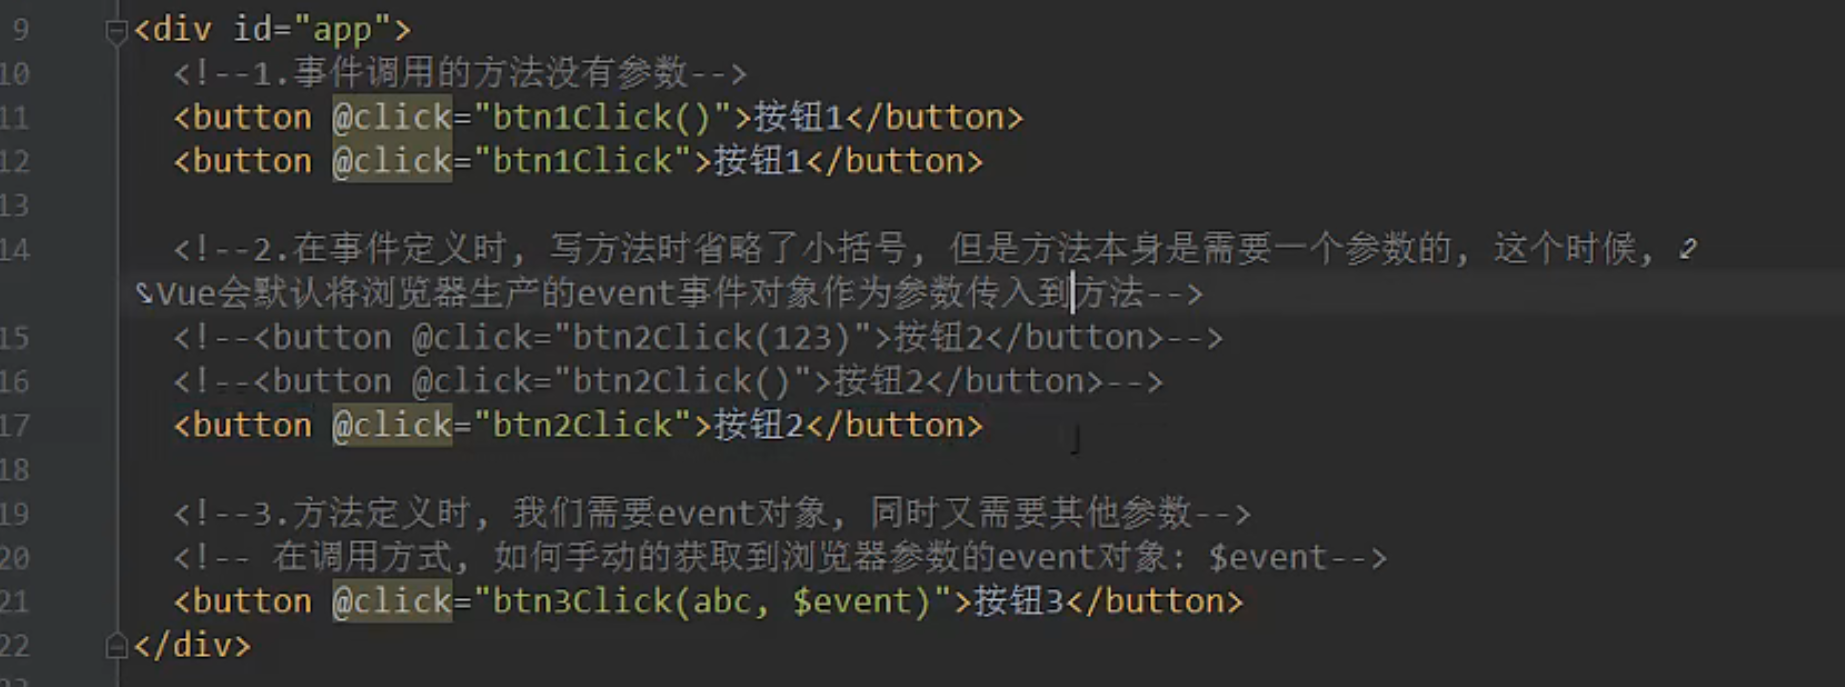 9 <div id="app">
10 <!--1.事件调用的方法没有参数-->
11 <button @click="btn1Click()">按钮1</button>
12 <button @click="btn1Click">按钮1</button>
13
14 <!--2.在事件定义时, 写方法时省略了小括号, 但是方法本身是需要一个参数的, 这个时候,
Vue会默认将浏览器生产的event事件对象作为参数传入到方法-->
15 <!--<button @click="btn2Click(123)">按钮2</button>-->
16 <!--<button @click="btn2Click()">按钮2</button>-->
17 <button @click="btn2Click">按钮2</button>
18
19 <!--3.方法定义时, 我们需要event对象, 同时又需要其他参数-->
20 <!-- 在调用方式, 如何手动的获取到浏览器参数的event对象: $event-->
21 <button @click="btn3Click(abc, $event)">按钮3</button>
22 </div>